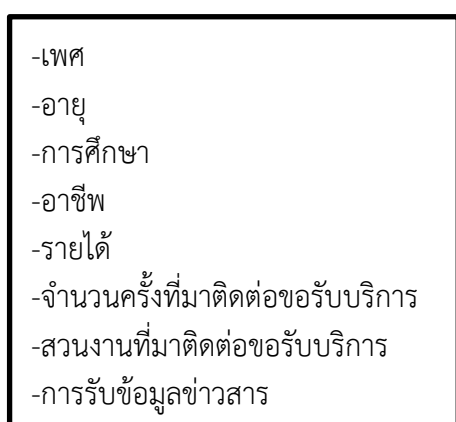 -เพศ
-อายุ
-การศึกษา
-อาชีพ
-รายได้
-จำนวนครั้งที่มาติดต่อขอรับบริการ
-สวนงานที่มาติดต่อขอรับบริการ
-การรับข้อมูลข่าวสาร